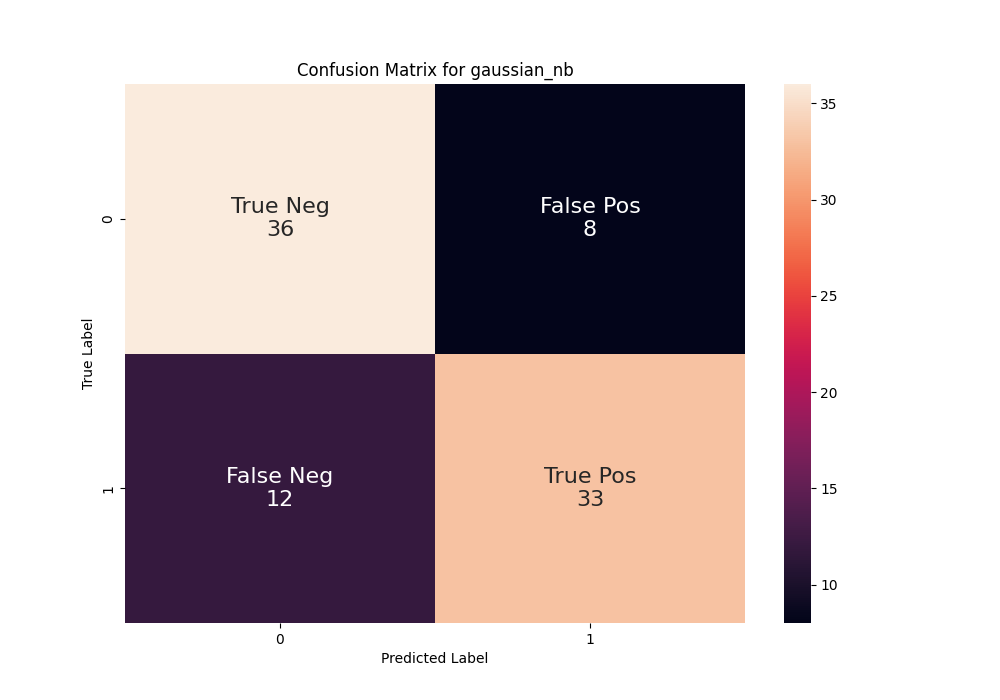 Confusion Matrix for gaussian_nb
True Neg
36
False Pos
8
False Neg
12
True Pos
33
0
1
True Label
0
1
Predicted Label
35
30
25
20
15
10